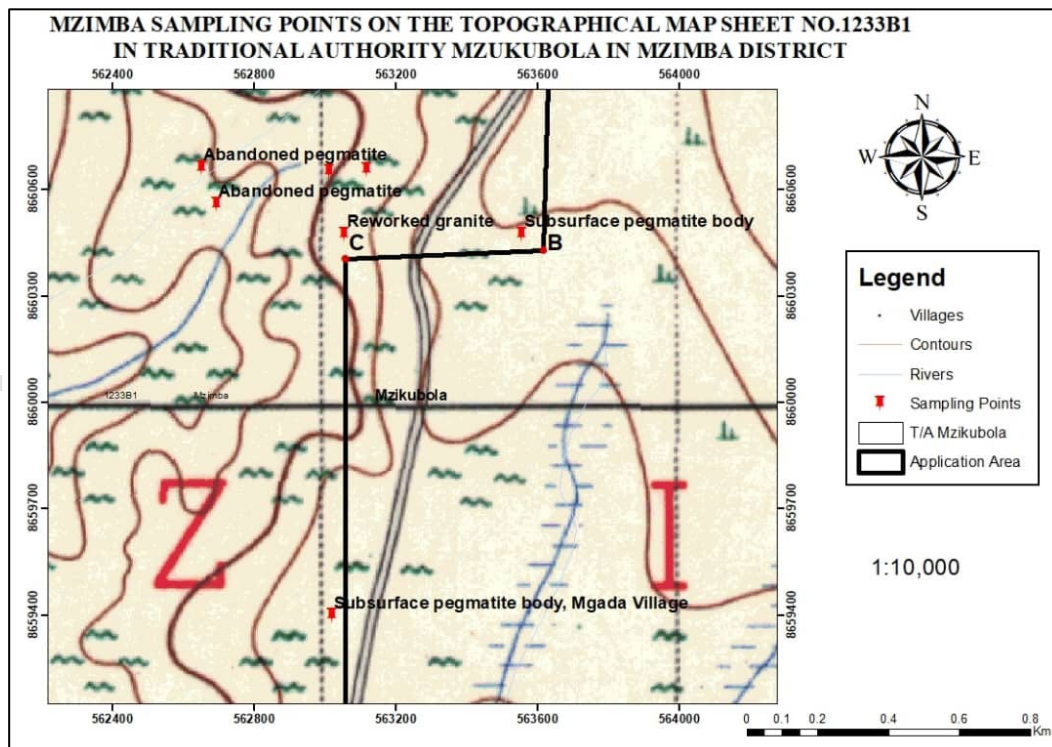 MZIMBA SAMPLING POINTS ON THE TOPOGRAPHICAL MAP SHEET NO.1233B1
IN TRADITIONAL AUTHORITY MZUKUBOLA IN MZIMBA DISTRICT
562400 562800 563200 563600 564000
N
W E
S
8660600 8660600
Abandoned pegmatite
Abandoned pegmatite
Reworked granite Subsurface pegmatite body
C B
8660300 8660300
Legend
Villages
Contours
Rivers
Sampling Points
T/A Mzikubola
Application Area
1233B1 Mzimba Mzikubola
8660000 8660000
8659700 8659700
Z I
1:10,000
Subsurface pegmatite body, Mgada Village
8659400 8659400
562400 562800 563200 563600 564000
0 0.1 0.2 0.4 0.6 0.8
Km